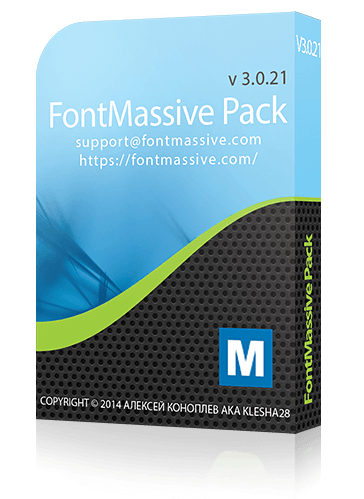 V3.0.21
v 3.0.21
FontMassive Pack
support@fontmassive.com
https://fontmassive.com/
FontMassive Pack
M
COPYRIGHT © 2014 АЛЕКСЕЙ КОНОПЛЕВ AKA KLESHA28